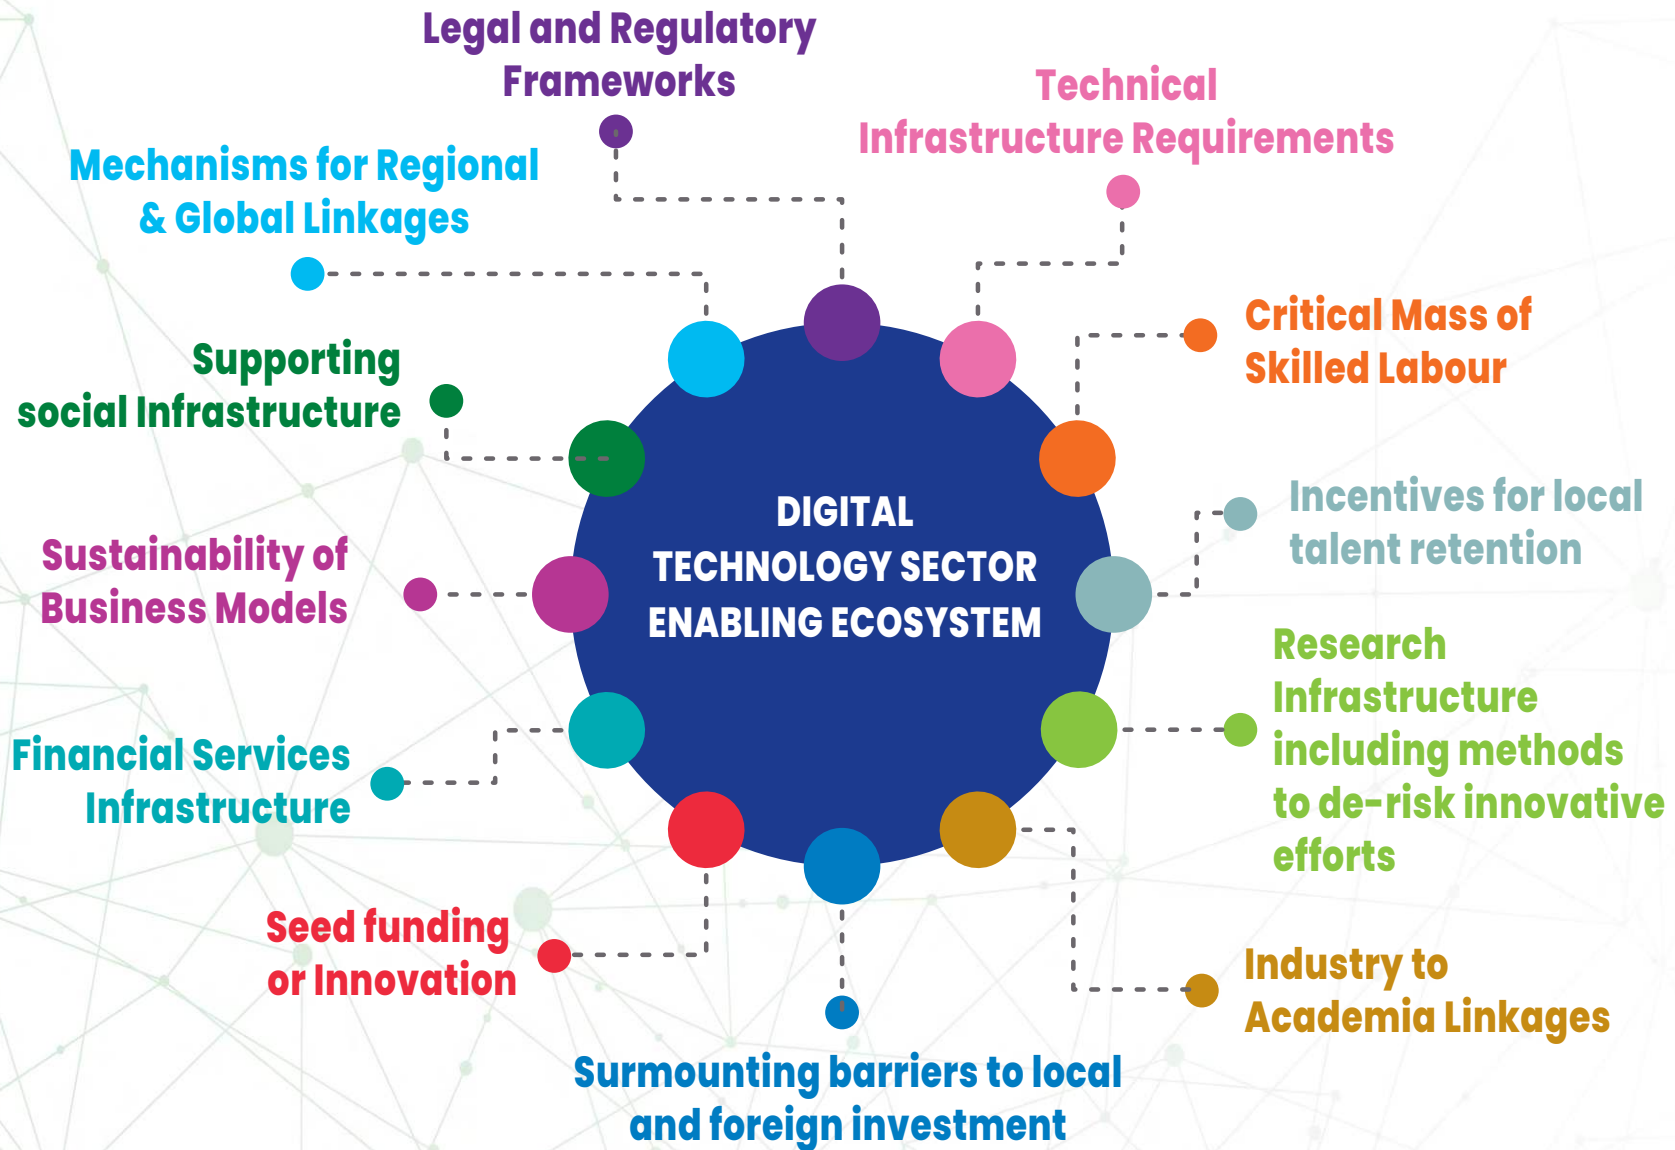 Legal and Regulatory
Frameworks
Technical
Infrastructure Requirements
Mechanisms for Regional
& Global Linkages
Critical Mass of
Skilled Labour
Supporting
social Infrastructure
Incentives for local
talent retention
DIGITAL
TECHNOLOGY SECTOR
ENABLING ECOSYSTEM
Sustainability of
Business Models
Research
Infrastructure
including methods
to de-risk innovative
efforts
Financial Services
Infrastructure
Seed funding
or Innovation
Industry to
Academia Linkages
Surmounting barriers to local
and foreign investment